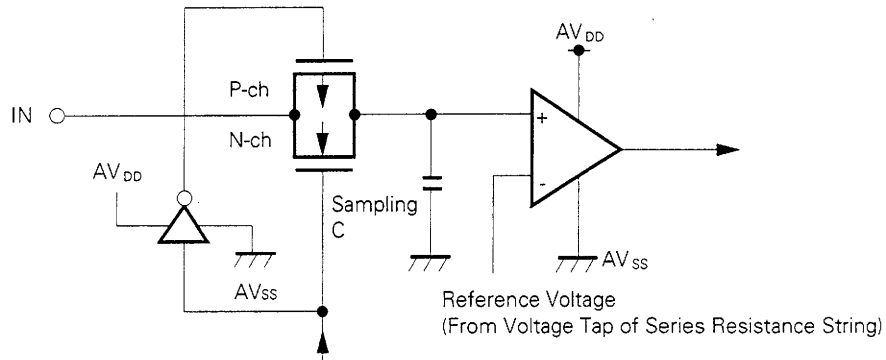 AVDD
P-ch
IN
N-ch
AVDD
+
-
Sampling
C
AVSS
AVSS
Reference Voltage
(From Voltage Tap of Series Resistance String)